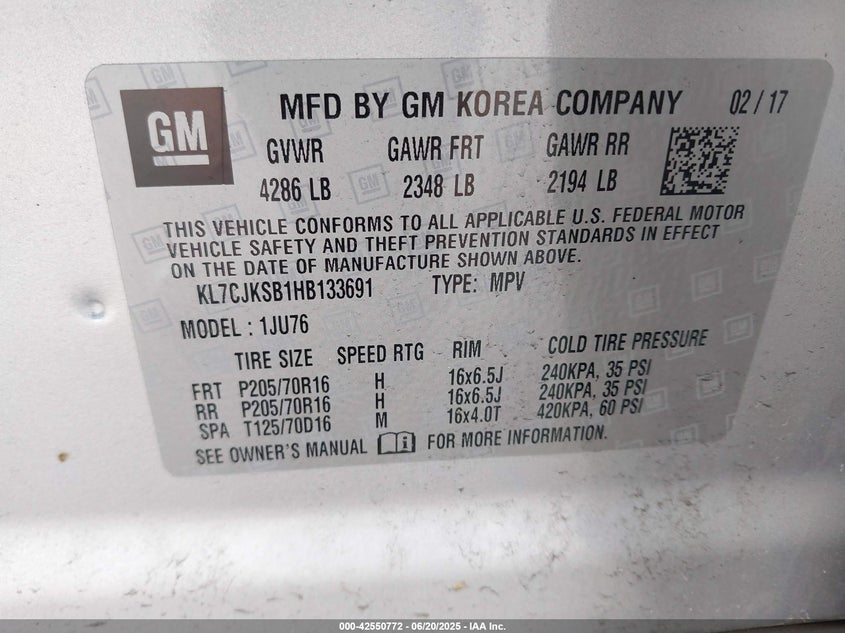 GM
MFD BY GM KOREA COMPANY 02 / 17
GVWR GAWR FRT GAWR RR
4286 LB 2348 LB 2194 LB
THIS VEHICLE CONFORMS TO ALL APPLICABLE U.S. FEDERAL MOTOR
VEHICLE SAFETY AND THEFT PREVENTION STANDARDS IN EFFECT
ON THE DATE OF MANUFACTURE SHOWN ABOVE.
KL7CJKSB1HB133691 TYPE: MPV
MODEL : 1JU76
TIRE SIZE SPEED RTG RIM COLD TIRE PRESSURE
FRT P205/70R16 H 16x6.5J 240KPA, 35 PSI
RR P205/70R16 H 16x6.5J 240KPA, 35 PSI
SPA T125/70D16 M 16x4.0T 420KPA, 60 PSI
SEE OWNER'S MANUAL i FOR MORE INFORMATION.
000-42550772 - 06/20/2025 - IAA Inc.